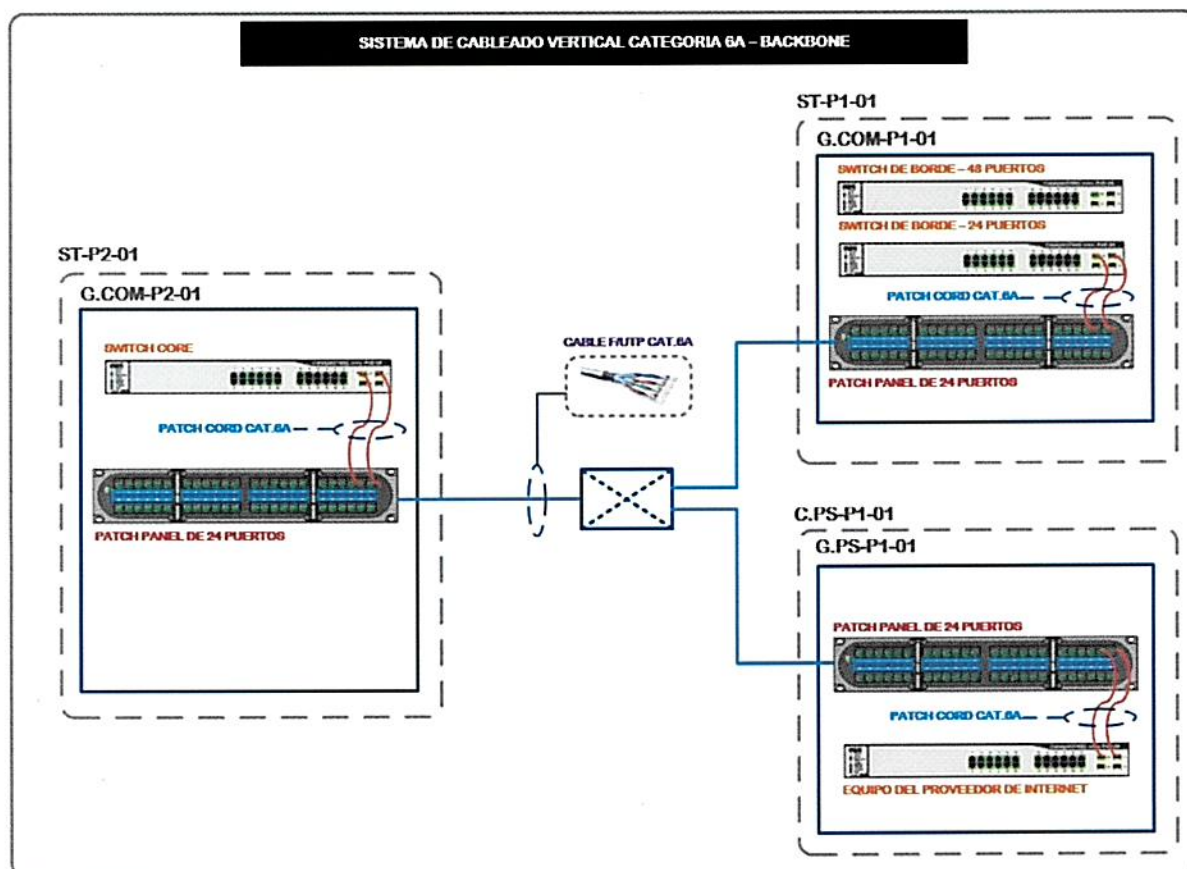 SISTEMA DE CABLEADO VERTICAL CATEGORIA 6A – BACKBONE
ST-P2-01
G.COM-P2-01
SWITCH CORE
PATCH CORD CAT.6A
PATCH PANEL DE 24 PUERTOS
CABLE F/UTP CAT.6A
ST-P1-01
G.COM-P1-01
SWITCH DE BORDE – 48 PUERTOS
SWITCH DE BORDE – 24 PUERTOS
PATCH CORD CAT.6A
PATCH PANEL DE 24 PUERTOS
C.PS-P1-01
G.PS-P1-01
PATCH PANEL DE 24 PUERTOS
PATCH CORD CAT.6A
EQUIPO DEL PROVEEDOR DE INTERNET